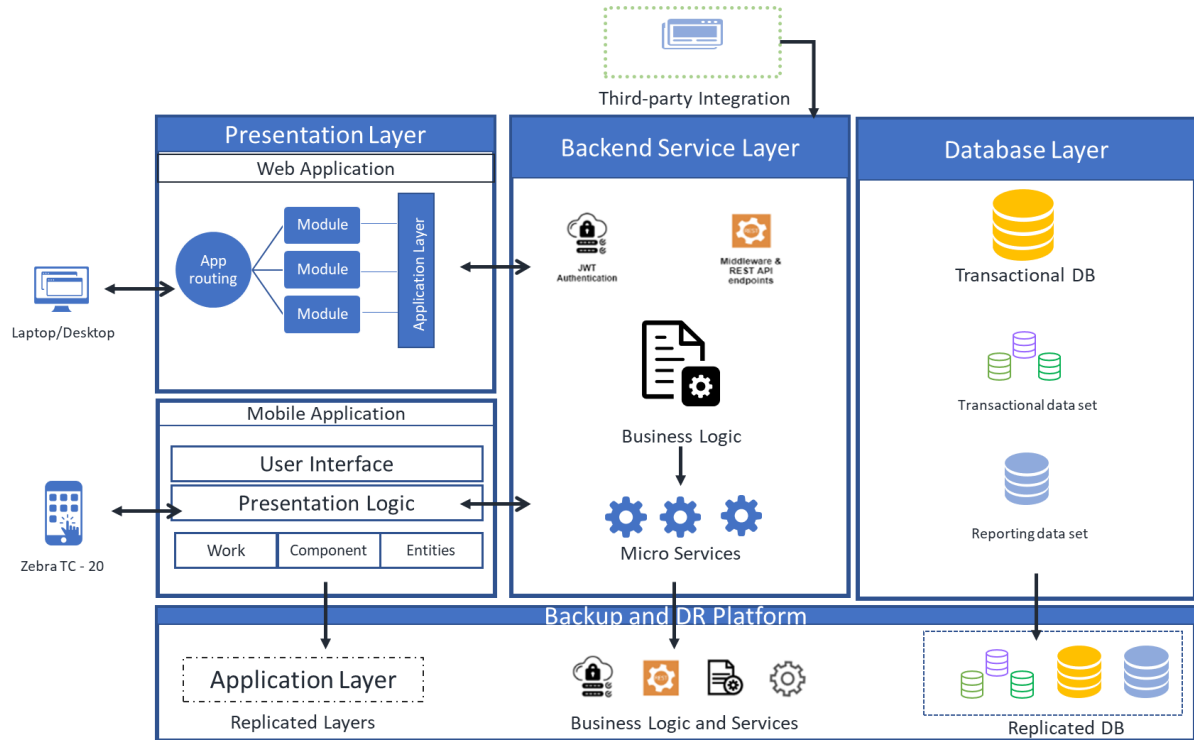 Third-party Integration
Presentation Layer
Web Application
App
routing
Module
Module
Module
Application Layer
Laptop/Desktop
Mobile Application
User Interface
Presentation Logic
Work
Component
Entities
Zebra TC - 20
Backend Service Layer
JWT
Authentication
REST
Middleware &
REST API
endpoints
Business Logic
Micro Services
Database Layer
Transactional DB
Transactional data set
Reporting data set
Backup and DR Platform
Application Layer
Replicated Layers
REST
Business Logic and Services
Replicated DB